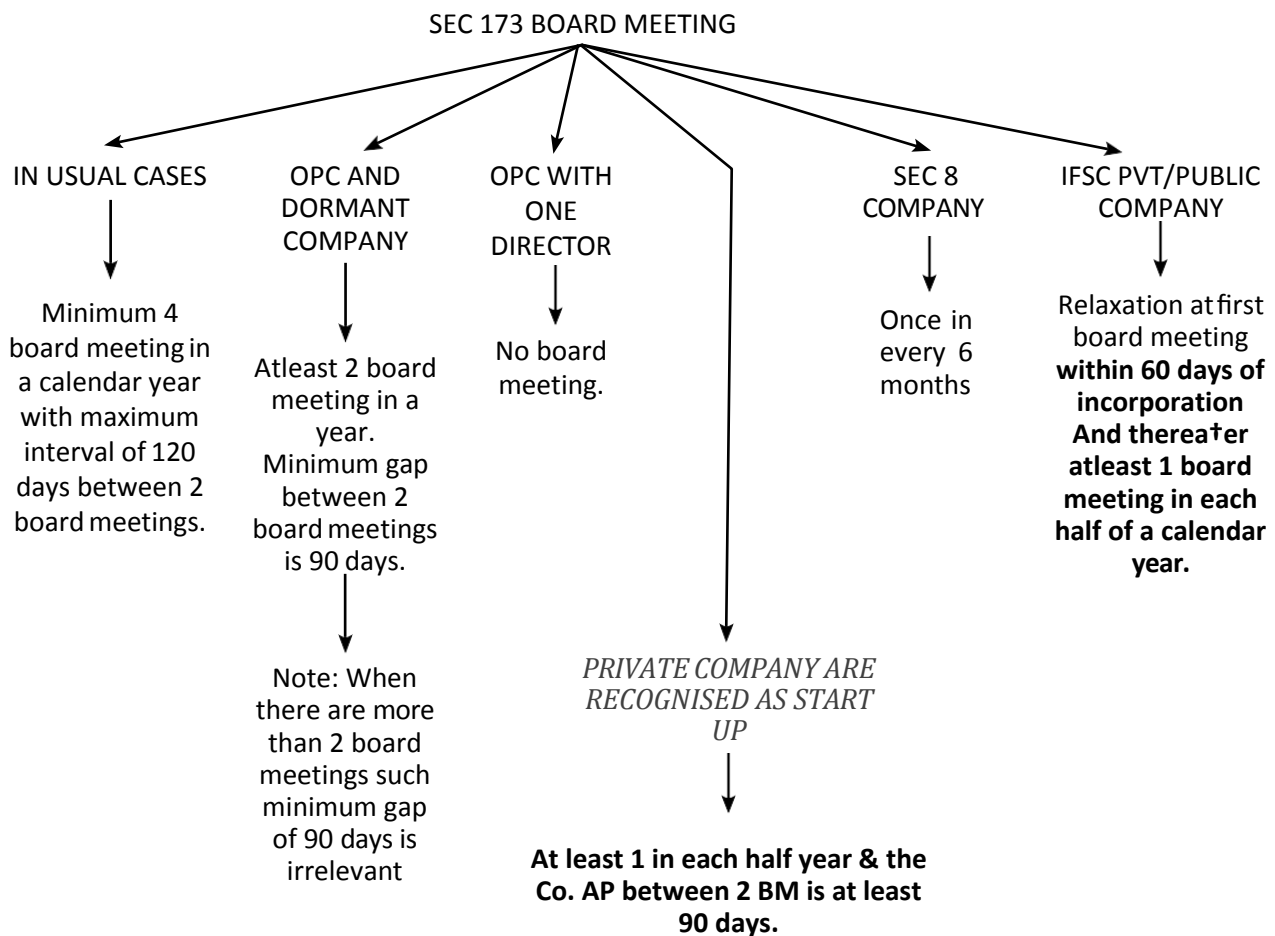 SEC 173 BOARD MEETING
IN USUAL CASES
Minimum 4
board meeting in
a calendar year
with maximum
interval of 120
days between 2
board meetings.
OPC AND
DORMANT
COMPANY
Atleast 2 board
meeting in a
year.
Minimum gap
between 2
board meetings
is 90 days.
Note: When
there are more
than 2 board
meetings such
minimum gap
of 90 days is
irrelevant
OPC WITH
ONE
DIRECTOR
No board
meeting.
PRIVATE COMPANY ARE
RECOGNISED AS START
UP
At least 1 in each half year & the
Co. AP between 2 BM is at least
90 days.
SEC 8
COMPANY
Once in
every 6
months
IFSC PVT/PUBLIC
COMPANY
Relaxation at first
board meeting
within 60 days of
incorporation
And therea†er
atleast 1 board
meeting in each
half of a calendar
year.